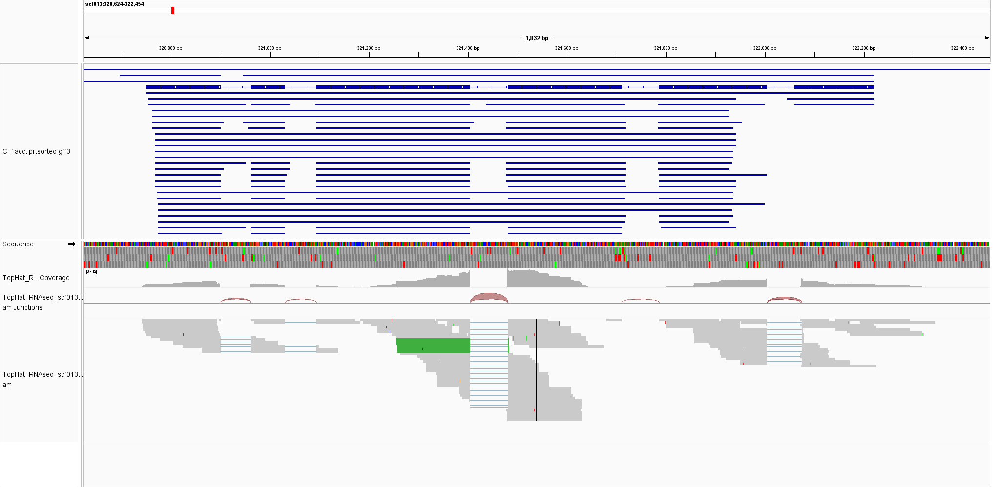 scf013:320,624-322,454
1,832 bp
320,800 bp 321,000 bp 321,200 bp 321,400 bp 321,600 bp 321,800 bp 322,000 bp 322,200 bp 322,400 bp
C_flacc.ipr.sorted.gff3
Sequence
[0 - 42]
TopHat_R...Coverage
TopHat_RNAseq_scf013.b
am Junctions
TopHat_RNAseq_scf013.b
am